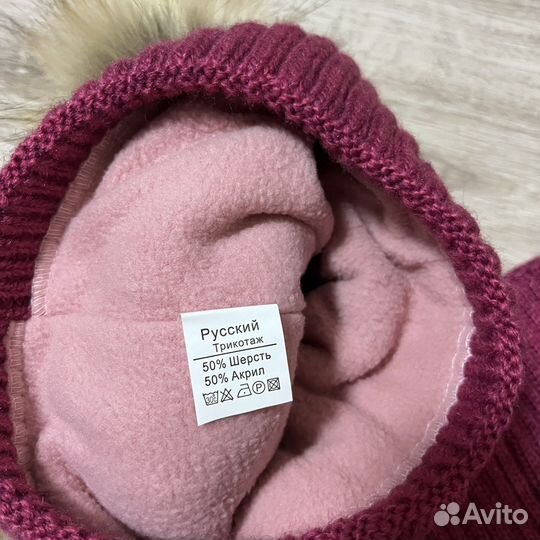 Русский
Трикотаж
50% Шерсть
50% Акрил
Avito